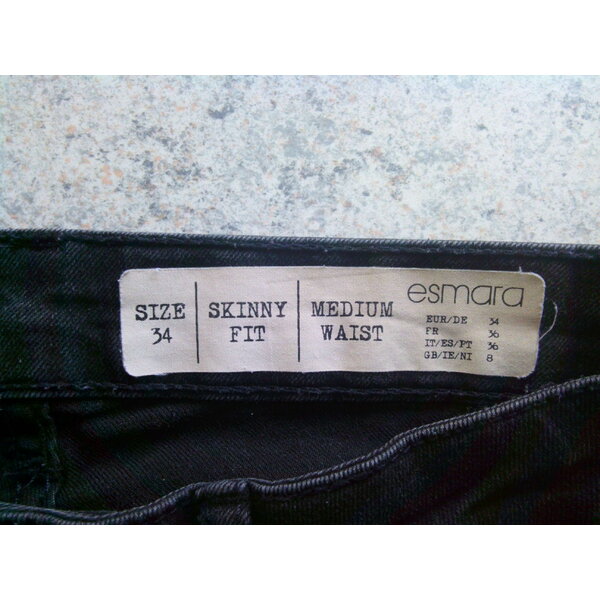 SIZE
34
SKINNY
FIT
MEDIUM
WAIST
esmara
EUR/DE 34
FR 36
IT/ES/PT 36
GB/IE/NI 8